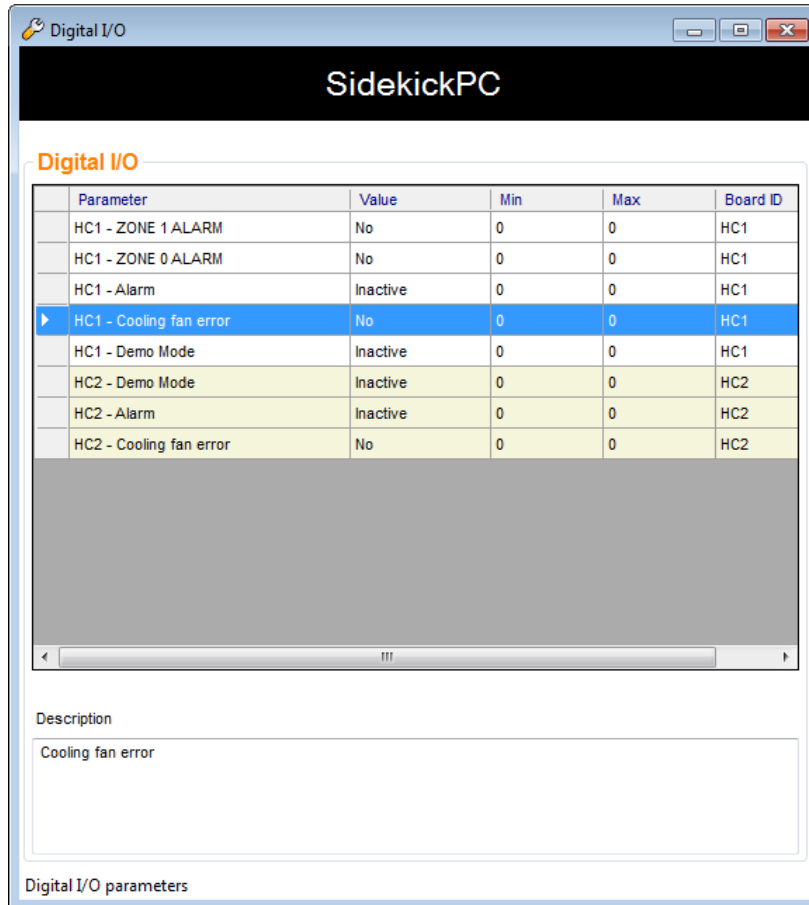 Digital I/O
SidekickPC
Digital I/O
Parameter Value Min Max Board ID
HC1 - ZONE 1 ALARM No 0 0 HC1
HC1 - ZONE 0 ALARM No 0 0 HC1
HC1 - Alarm Inactive 0 0 HC1
HC1 - Cooling fan error No 0 0 HC1
HC1 - Demo Mode Inactive 0 0 HC1
HC2 - Demo Mode Inactive 0 0 HC2
HC2 - Alarm Inactive 0 0 HC2
HC2 - Cooling fan error No 0 0 HC2
Description
Cooling fan error
Digital I/O parameters